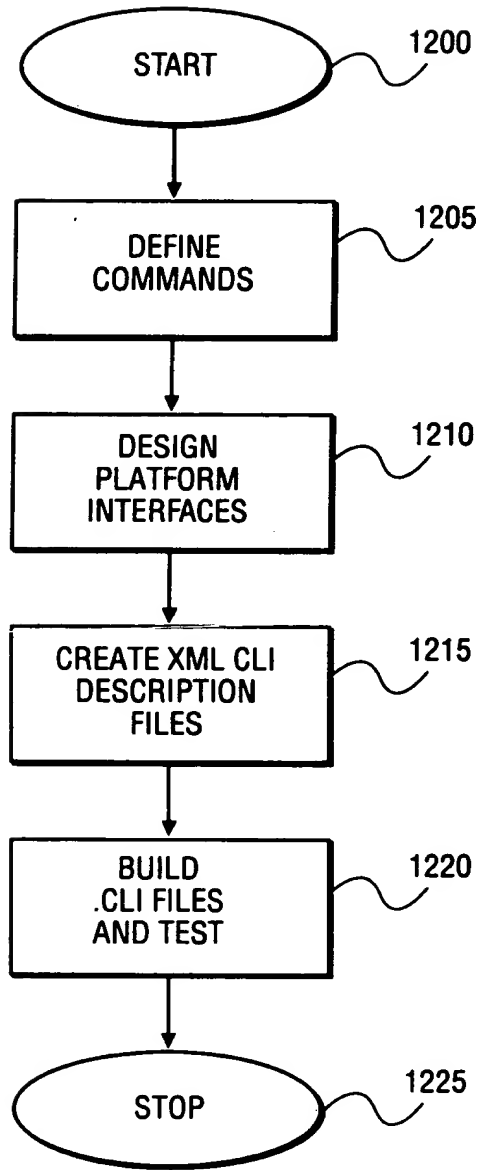 START
1200
DEFINE
COMMANDS
1205
DESIGN
PLATFORM
INTERFACES
1210
CREATE XML CLI
DESCRIPTION
FILES
1215
BUILD
.CLI FILES
AND TEST
1220
STOP
1225